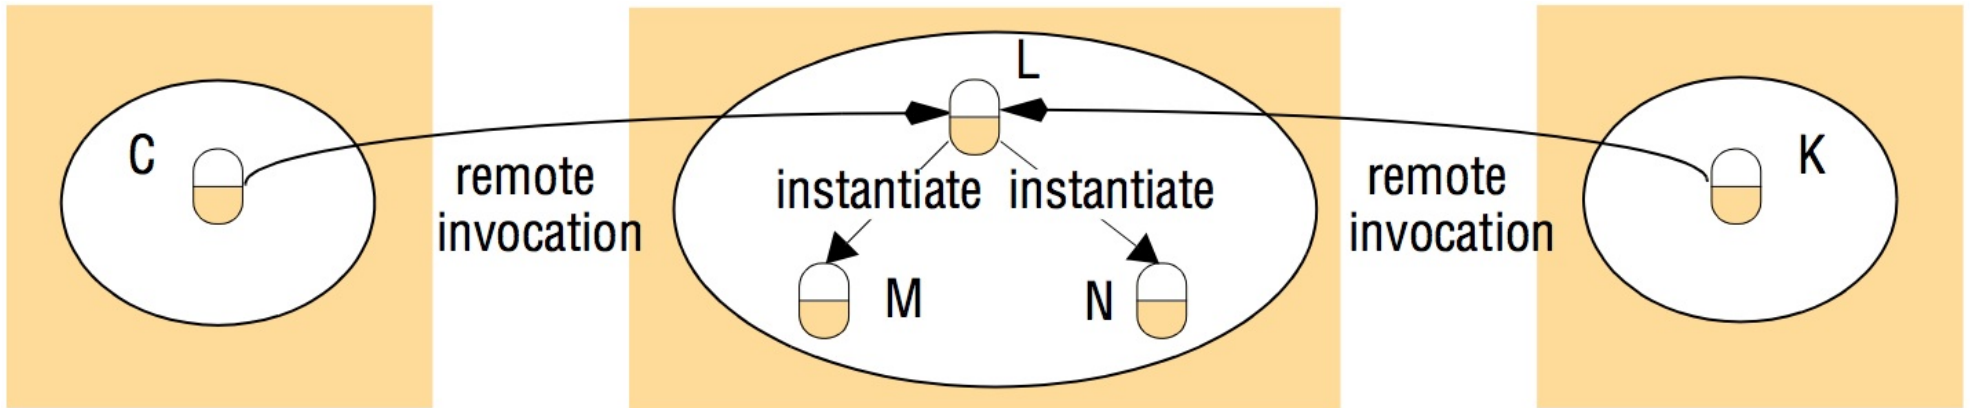 L
C
K
remote
invocation
instantiate instantiate
remote
invocation
M
N